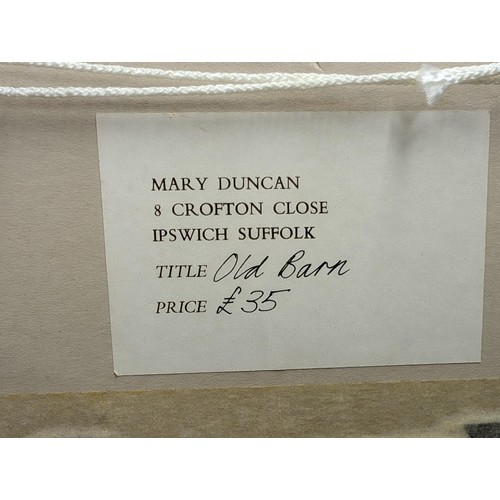 MARY DUNCAN
8 CROFTON CLOSE
IPSWICH SUFFOLK
TITLE Old Barn
PRICE £35